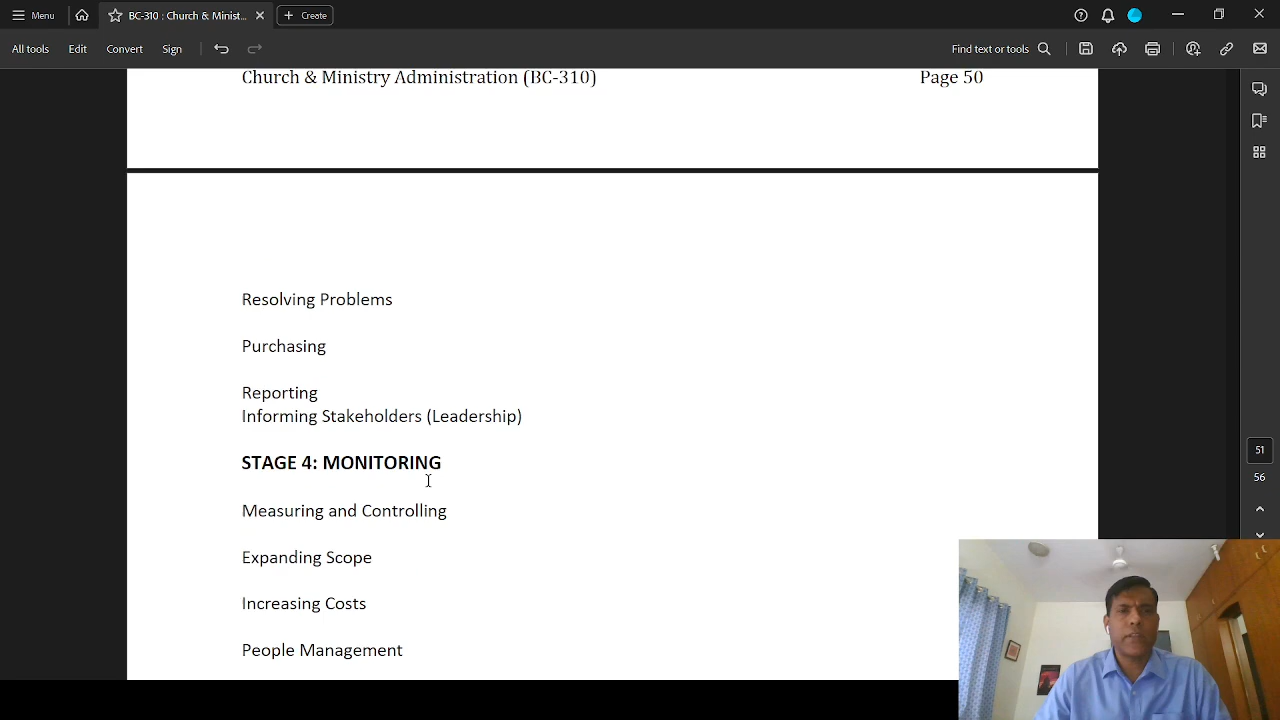 Menu
BC-310 : Church & Minist...
Create
All tools
Edit
Convert
Sign
Find text or tools
Church & Ministry Administration (BC-310)
Page 50
Resolving Problems
Purchasing
Reporting
Informing Stakeholders (Leadership)
STAGE 4: MONITORING
Measuring and Controlling
Expanding Scope
Increasing Costs
People Management
51
56